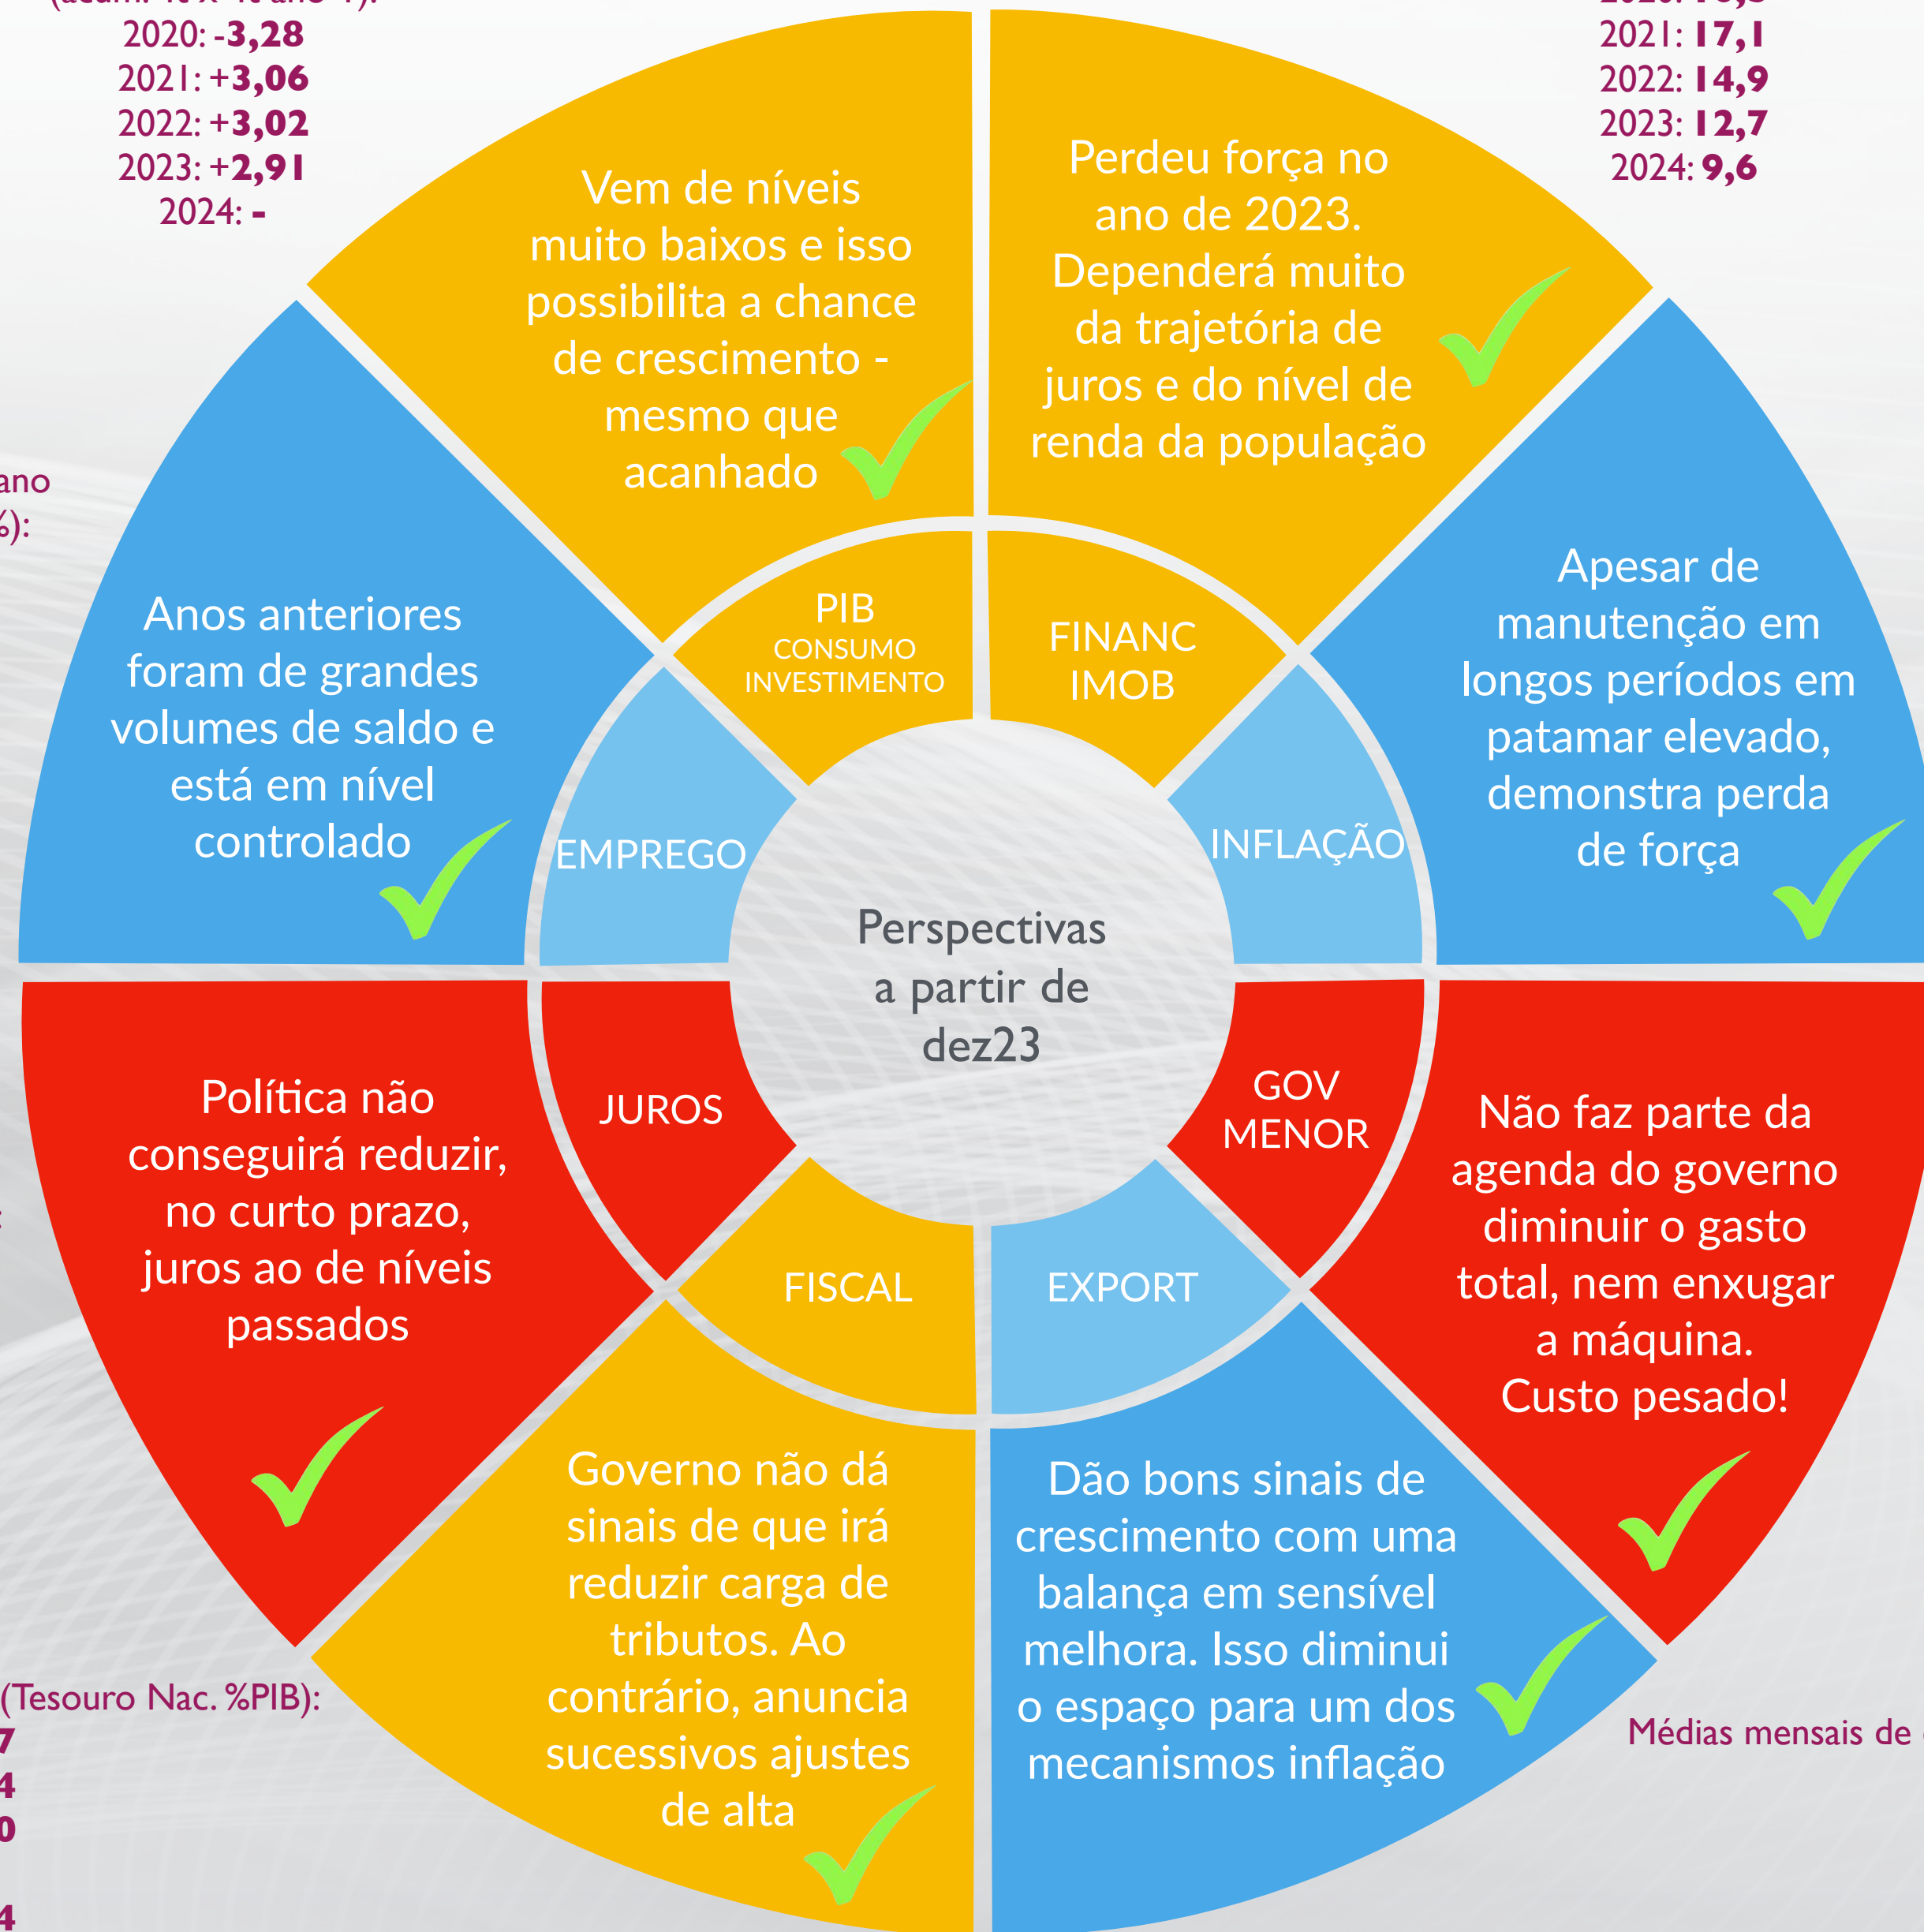 2020: -3,28
2021: +3,06
2022: +3,02
2023: +2,91
2024: -
2021: 17,1
2022: 14,9
2023: 12,7
2024: 9,6
Vem de níveis
muito baixos e isso
possibilita a chance
de crescimento -
mesmo que
acanhado
Perdeu força no
ano de 2023.
Dependerá muito
da trajetória de
juros e do nível de
renda da população
ano
%):
Anos anteriores
foram de grandes
volumes de saldo e
está em nível
controlado
PIB
CONSUMO
INVESTIMENTO
FINANC
IMOB
Apesar de
manutenção em
longos períodos em
patamar elevado,
demonstra perda
de força
EMPREGO
INFLAÇÃO
Perspectivas
a partir de
dez23
Política não
conseguirá reduzir,
no curto prazo,
juros ao de níveis
passados
JUROS
GOV
MENOR
Não faz parte da
agenda do governo
diminuir o gasto
total, nem enxugar
a máquina.
Custo pesado!
FISCAL
EXPORT
Governo não dá
sinais de que irá
reduzir carga de
tributos. Ao
contrário, anuncia
sucessivos ajustes
de alta
Dão bons sinais de
crescimento com uma
balança em sensível
melhora. Isso diminui
o espaço para um dos
mecanismos inflação
(Tesouro Nac. %PIB):
7
4
0
4
Médias mensais de